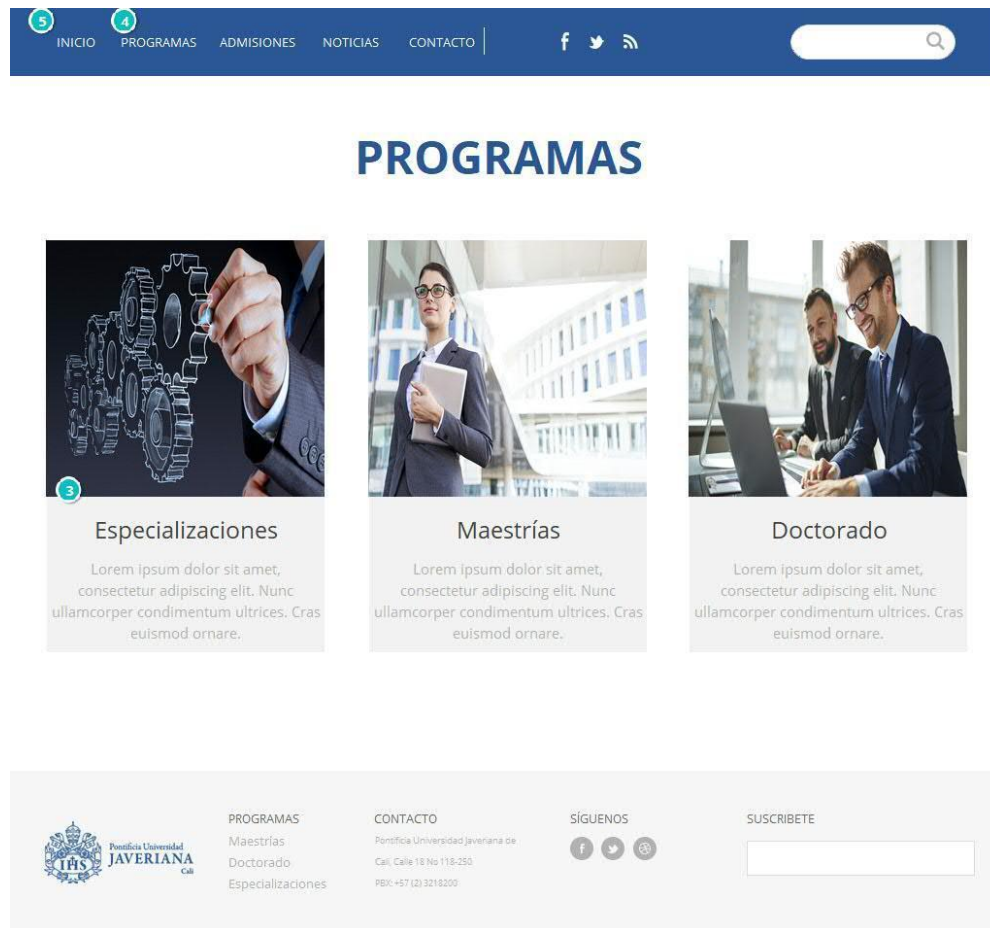 5 4
INICIO PROGRAMAS ADMISIONES NOTICIAS CONTACTO
PROGRAMAS
3
Especializaciones
Lorem ipsum dolor sit amet,
consectetur adipiscing elit. Nunc
ullamcorper condimentum ultrices. Cras
euismod ornare.
Maestrías
Lorem ipsum dolor sit amet,
consectetur adipiscing elit. Nunc
ullamcorper condimentum ultrices. Cras
euismod ornare.
Doctorado
Lorem ipsum dolor sit amet,
consectetur adipiscing elit. Nunc
ullamcorper condimentum ultrices. Cras
euismod ornare.
IHS
Pontificia Universidad
JAVERIANA
Cali
PROGRAMAS
Maestrías
Doctorado
Especializaciones
CONTACTO
Pontificia Universidad Javeriana de
Cali, Calle 18 No 118-250
PBX: +57 (2) 3218200
SÍGUENOS
SUSCRIBETE